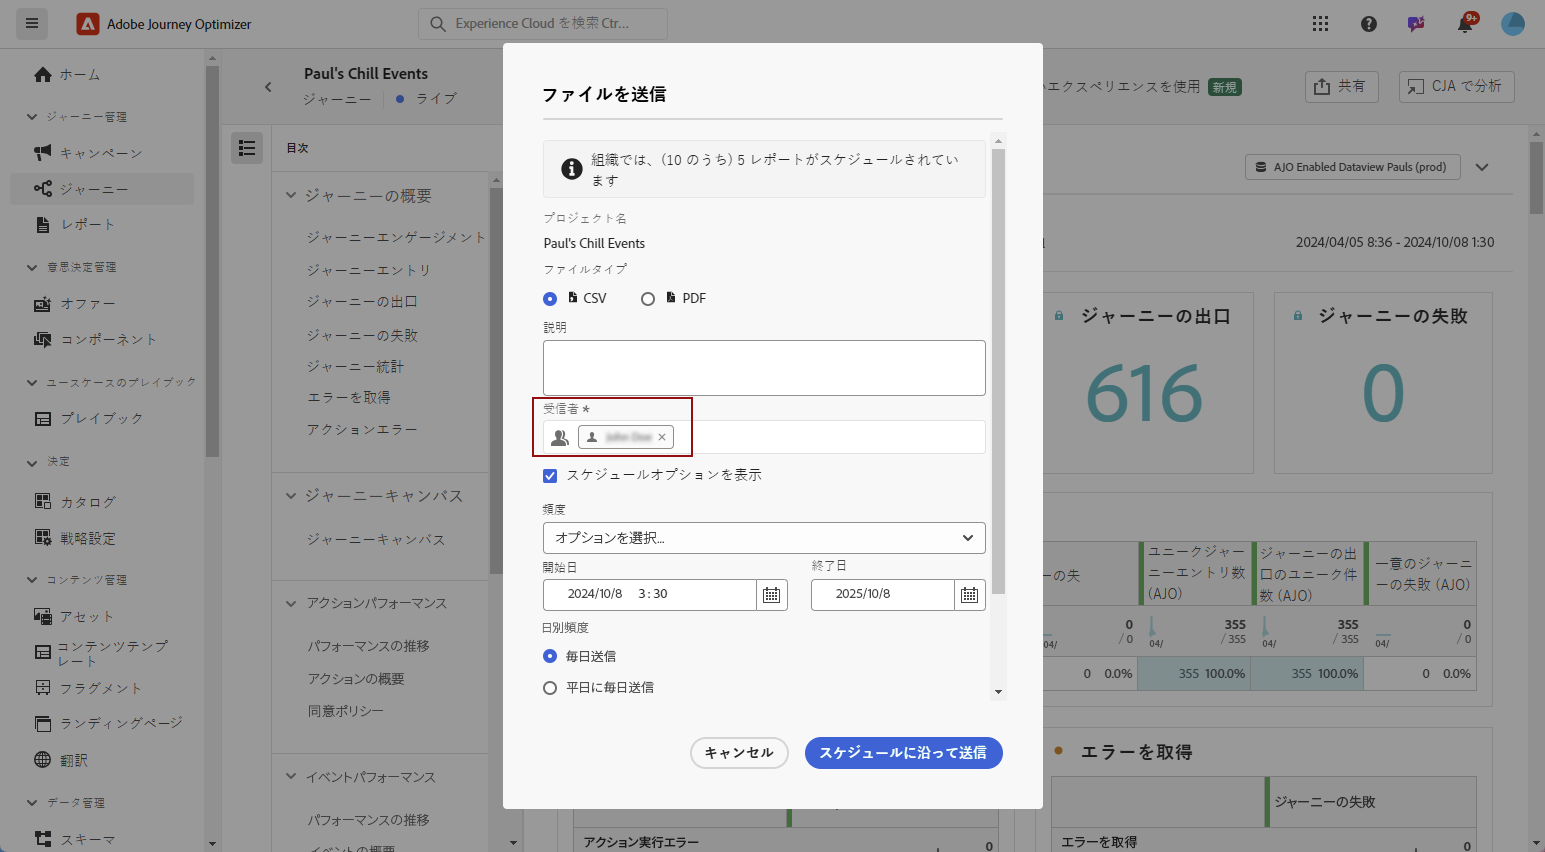 Adobe Journey Optimizer
Experience Cloud を検索 Ctr...
9+
ホーム
ジャーニー管理
キャンペーン
ジャーニー
レポート
意思決定管理
オファー
コンポーネント
ユースケースのプレイブック
プレイブック
決定
カタログ
戦略設定
コンテンツ管理
アセット
コンテンツテンプ
レート
フラグメント
ランディングページ
翻訳
データ管理
スキーマ
Paul's Chill Events
ジャーニー
ライブ
エクスペリエンスを使用
新規
共有
CJA で分析
目次
ジャーニーの概要
ジャーニーエンゲージメント
ジャーニーエントリ
ジャーニーの出口
ジャーニーの失敗
ジャーニー統計
エラーを取得
アクションエラー
ジャーニーキャンバス
ジャーニーキャンバス
アクションパフォーマンス
パフォーマンスの推移
アクションの概要
同意ポリシー
イベントパフォーマンス
パフォーマンスの推移
イベントの概要
ファイルを送信
組織では、(10 のうち) 5 レポートがスケジュールされてい
ます
プロジェクト名
Paul's Chill Events
ファイルタイプ
CSV
PDF
説明
受信者 *
スケジュールオプションを表示
頻度
オプションを選択...
開始日
終了日
2024/10/8 3 : 30
2025/10/8
日別頻度
毎日送信
平日に毎日送信
キャンセル
スケジュールに沿って送信
AJO Enabled Dataview Pauls (prod)
2024/04/05 8:36 - 2024/10/08 1:30
ジャーニーの出口
616
ジャーニーの失敗
0
ーの失
ユニークジャー
ニーエントリ数
(AJO)
ジャーニーの出
口のユニーク件
数 (AJO)
一意のジャーニ
ーの失敗 (AJO)
04/
0
/ 0
04/
355
/ 355
04/
355
/ 355
04/
0
/ 0
0 0.0%
355 100.0%
355 100.0%
0 0.0%
エラーを取得
ジャーニーの失敗
アクション実行エラー
0
エラーを取得
0